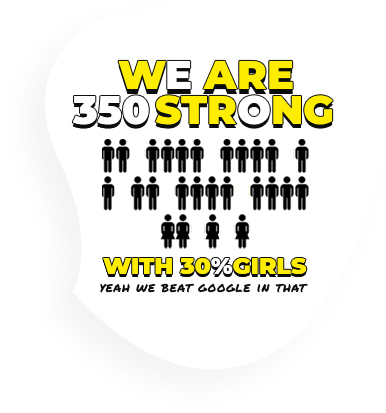 WE ARE
350 STRONG
WITH 30%GIRLS
YEAH WE BEAT GOOGLE IN THAT